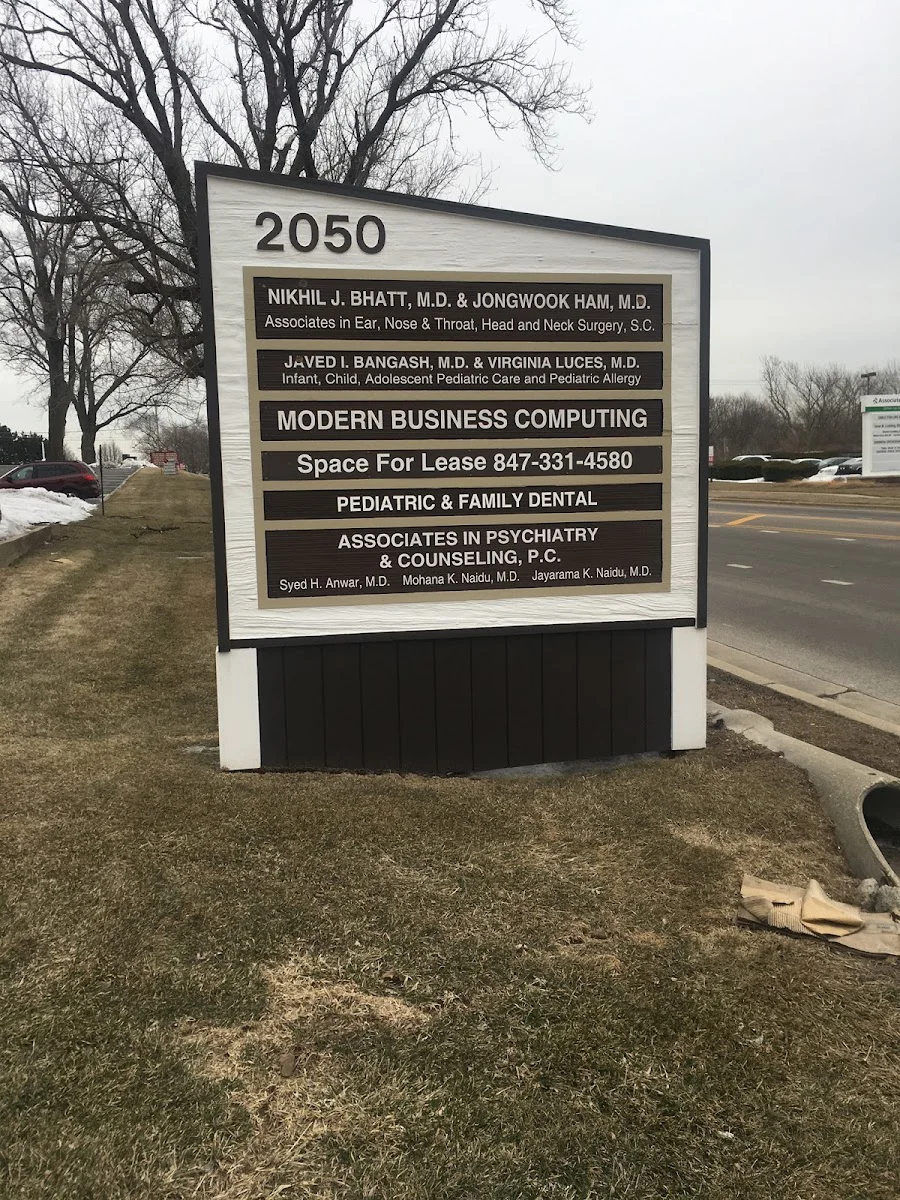 2050
NIKHIL J. BHATT, M.D. & JONGWOOK HAM, M.D.
Associates in Ear, Nose & Throat, Head and Neck Surgery, S.C.
JAVED I. BANGASH, M.D. & VIRGINIA LUCES, M.D.
Infant, Child, Adolescent Pediatric Care and Pediatric Allergy
MODERN BUSINESS COMPUTING
Space For Lease 847-331-4580
PEDIATRIC & FAMILY DENTAL
ASSOCIATES IN PSYCHIATRY
& COUNSELING, P.C.
Syed H. Anwar, M.D. Mohana K. Naidu, M.D. Jayarama K. Naidu, M.D.